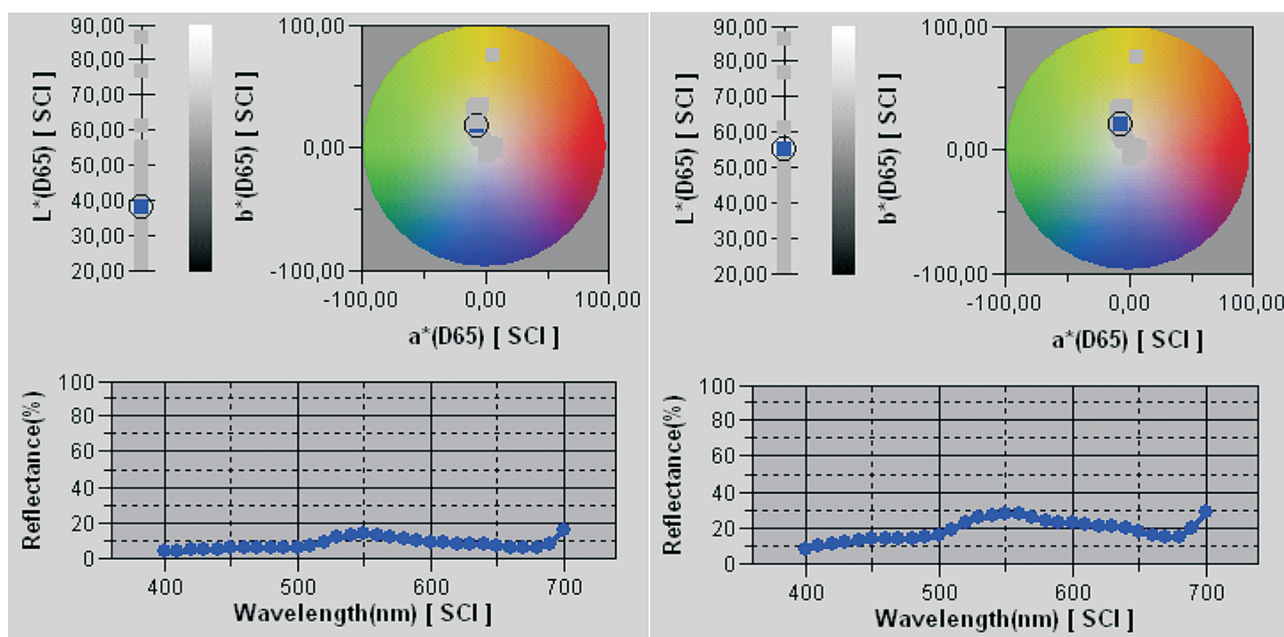 90,00
80,00
70,00
60,00
50,00
40,00
30,00
20,00
L*(D65) [ SCI ]
b*(D65) [ SCI ]
100,00
0,00
-100,00
-100,00 0,00 100,00
a*(D65) [ SCI ]
100
80
60
40
20
0
Reflectance(%)
400 500 600 700
Wavelength(nm) [ SCI ]
90,00
80,00
70,00
60,00
50,00
40,00
30,00
20,00
L*(D65) [ SCI ]
b*(D65) [ SCI ]
100,00
0,00
-100,00
-100,00 0,00 100,00
a*(D65) [ SCI ]
100
80
60
40
20
0
Reflectance(%)
400 500 600 700
Wavelength(nm) [ SCI ]